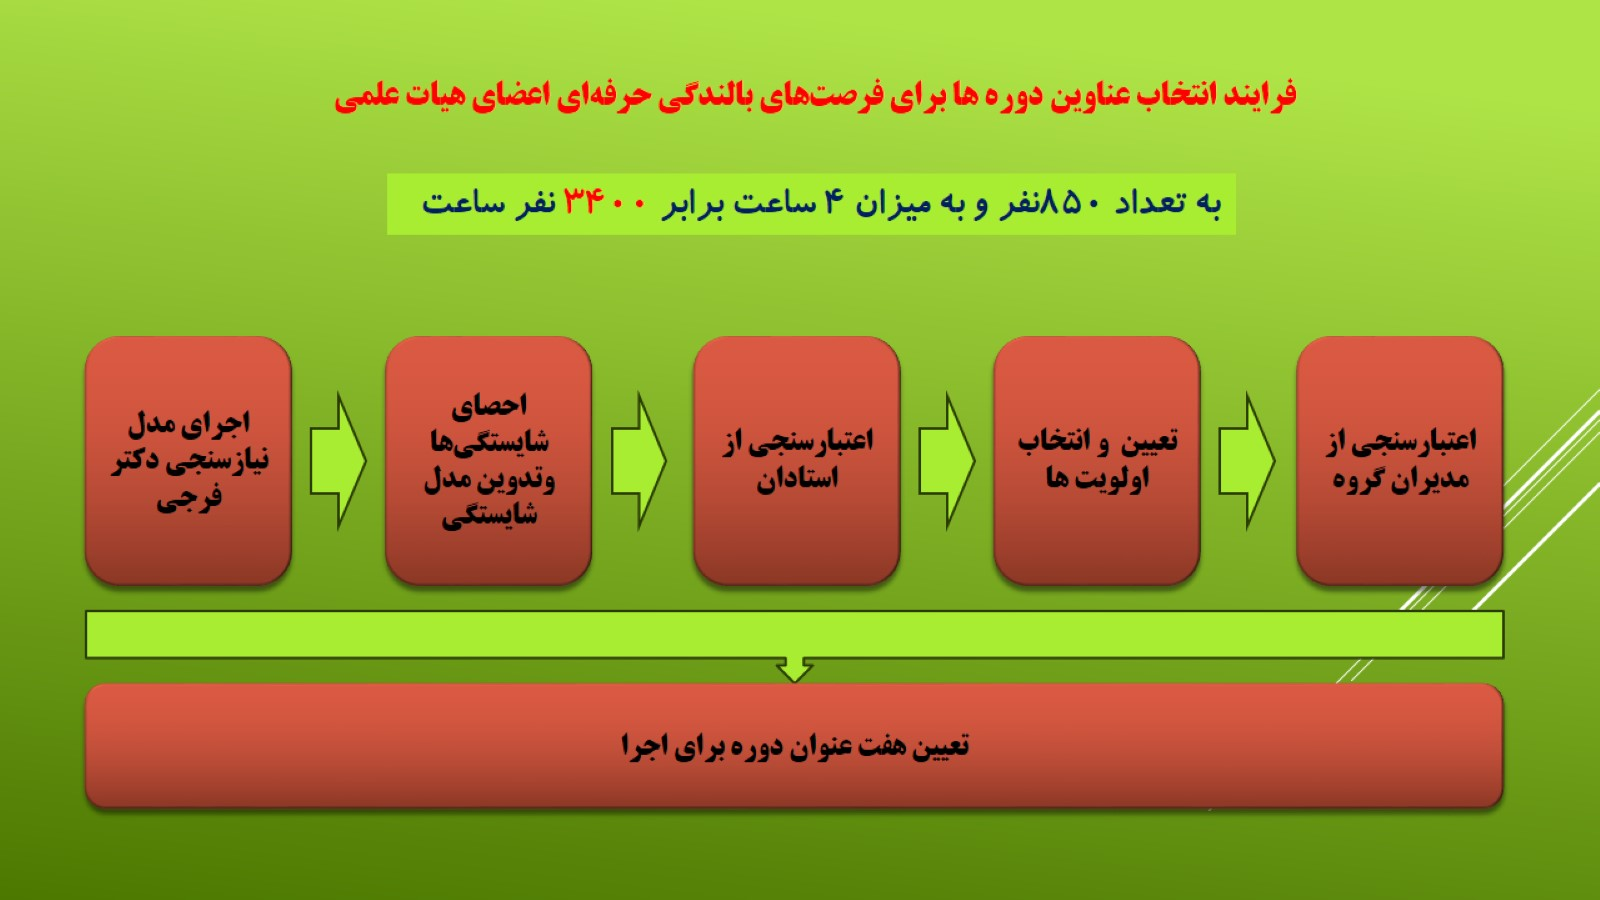 فرایند انتخاب عناوین دوره ها برای فرصت‌های بالندگی حرفه‌ای اعضای هیات علمی
به تعداد ۸۵۰نفر و به میزان ۴ ساعت برابر ۳۴۰۰ نفر ساعت
اجرای مدل
نیازسنجی دکتر
فرجی
احصای
شایستگی‌ها
وتدوین مدل
شایستگی
اعتبارسنجی از
استادان
تعیین و انتخاب
اولویت ها
اعتبارسنجی از
مدیران گروه
تعیین هفت عنوان دوره برای اجرا